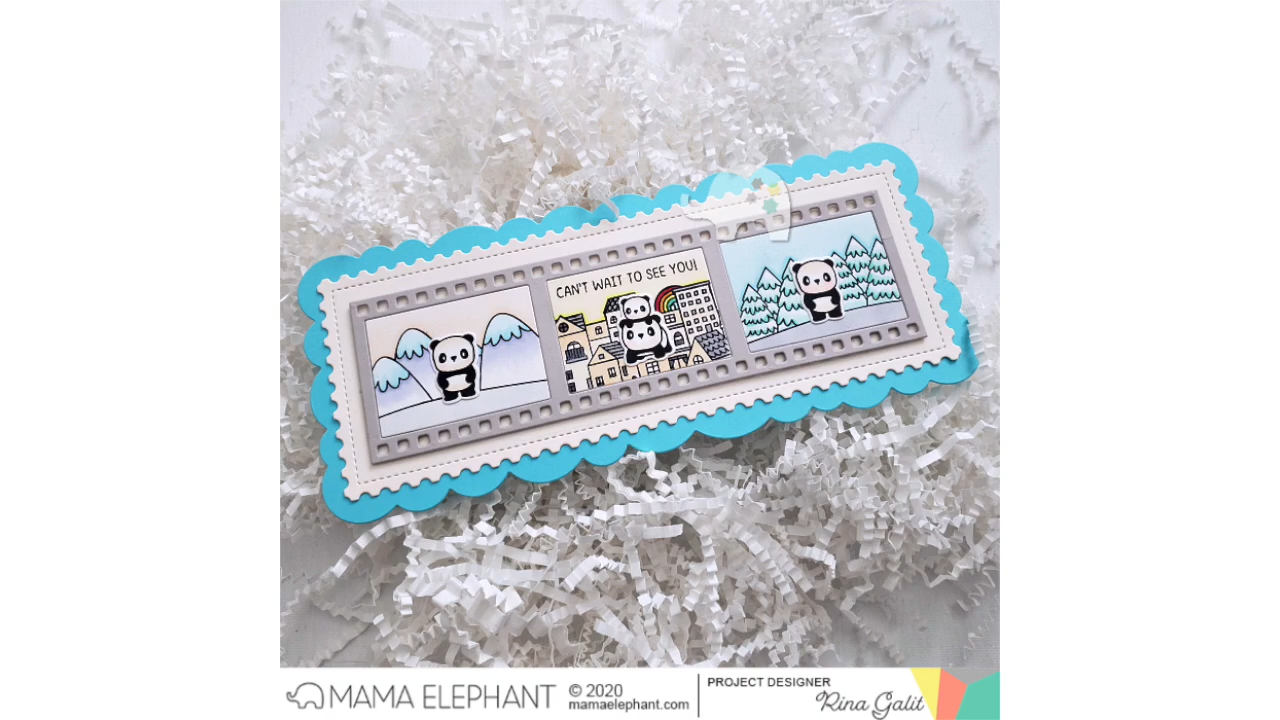 CAN'T WAIT TO SEE YOU!
MAMA ELEPHANT
© 2020
mamaelephant.com
PROJECT DESIGNER
Rina Galit